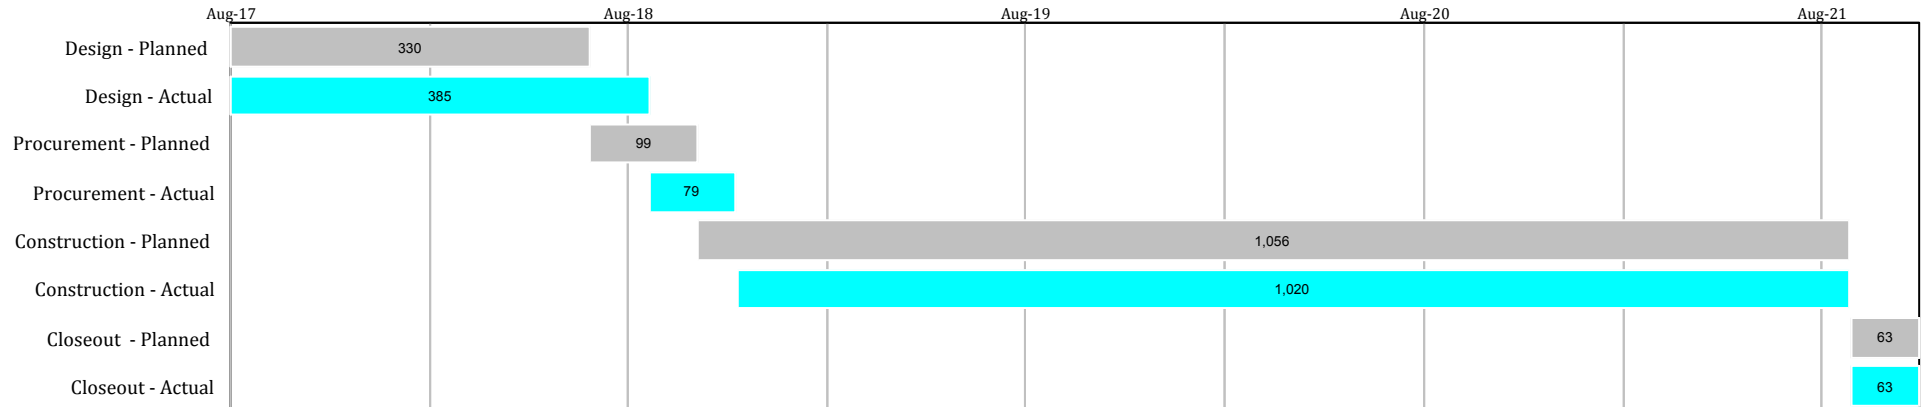 Aug-17 Aug-18 Aug-19 Aug-20 Aug-21
Design - Planned 330
Design - Actual 385
Procurement - Planned 99
Procurement - Actual 79
Construction - Planned 1,056
Construction - Actual 1,020
Closeout - Planned 63
Closeout - Actual 63